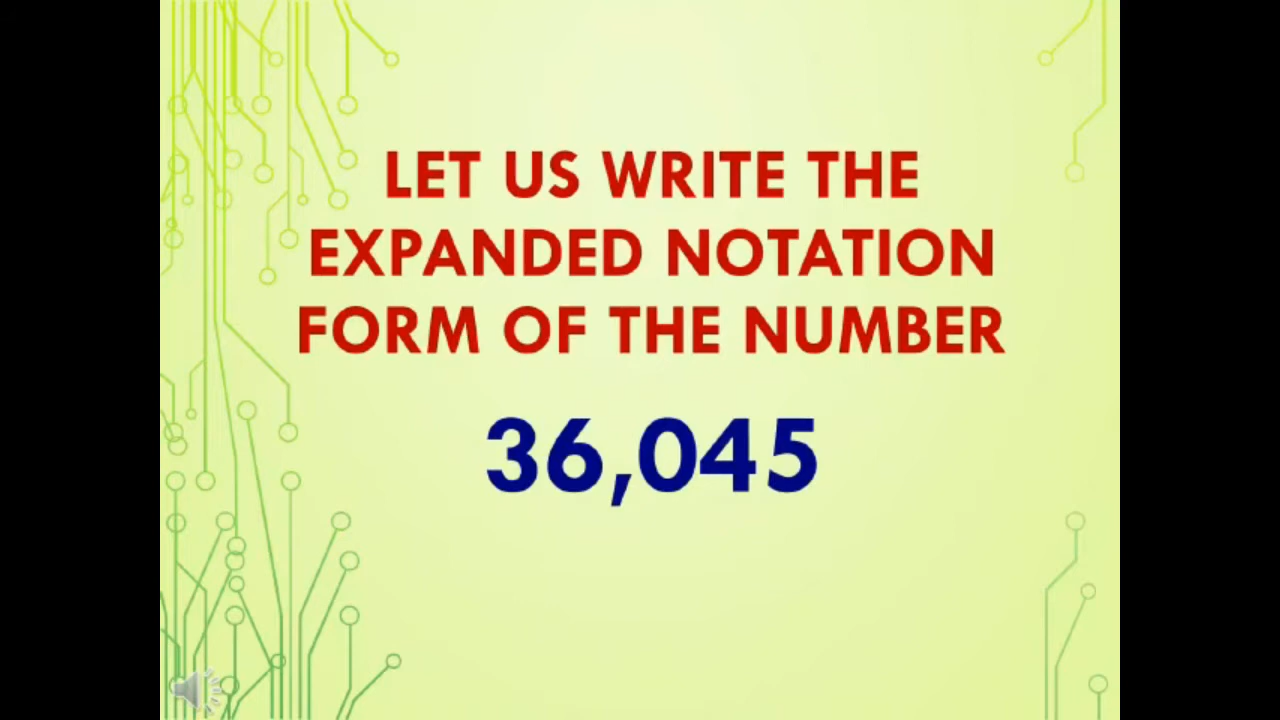 LET US WRITE THE
EXPANDED NOTATION
FORM OF THE NUMBER
36,045